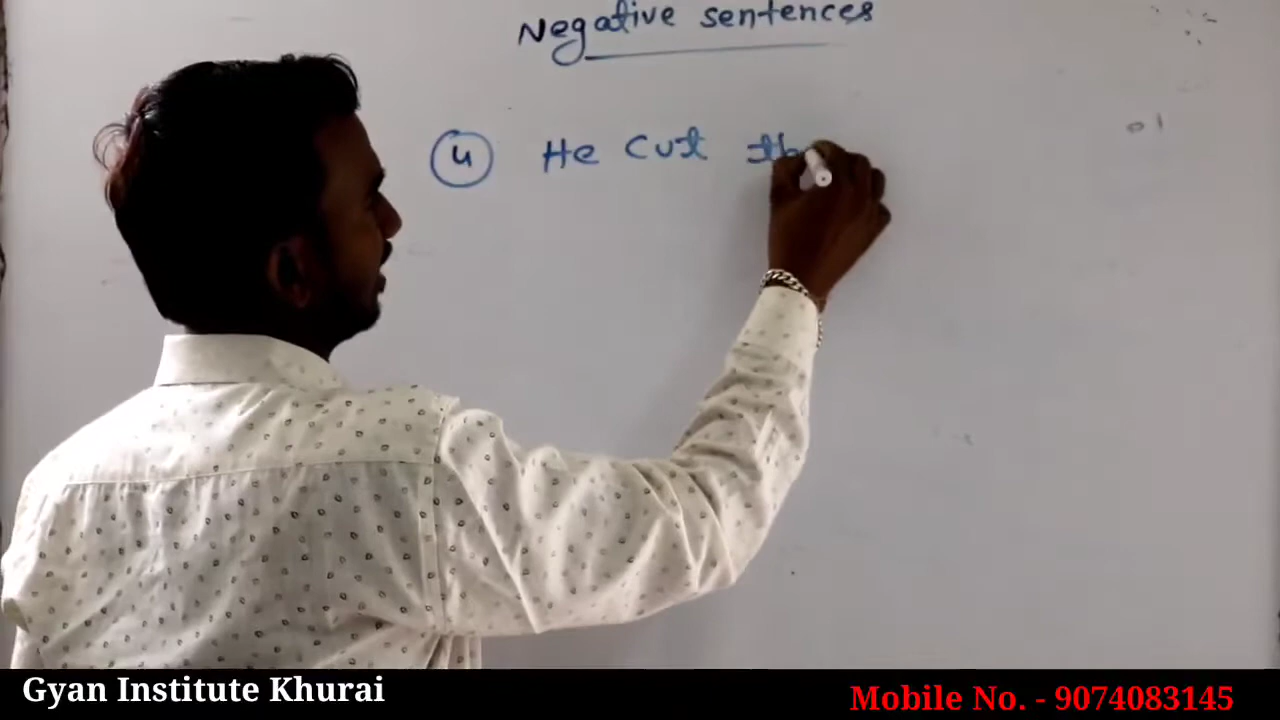 Negative sentences
4 He cut th
Gyan Institute Khurai
Mobile No. - 9074083145